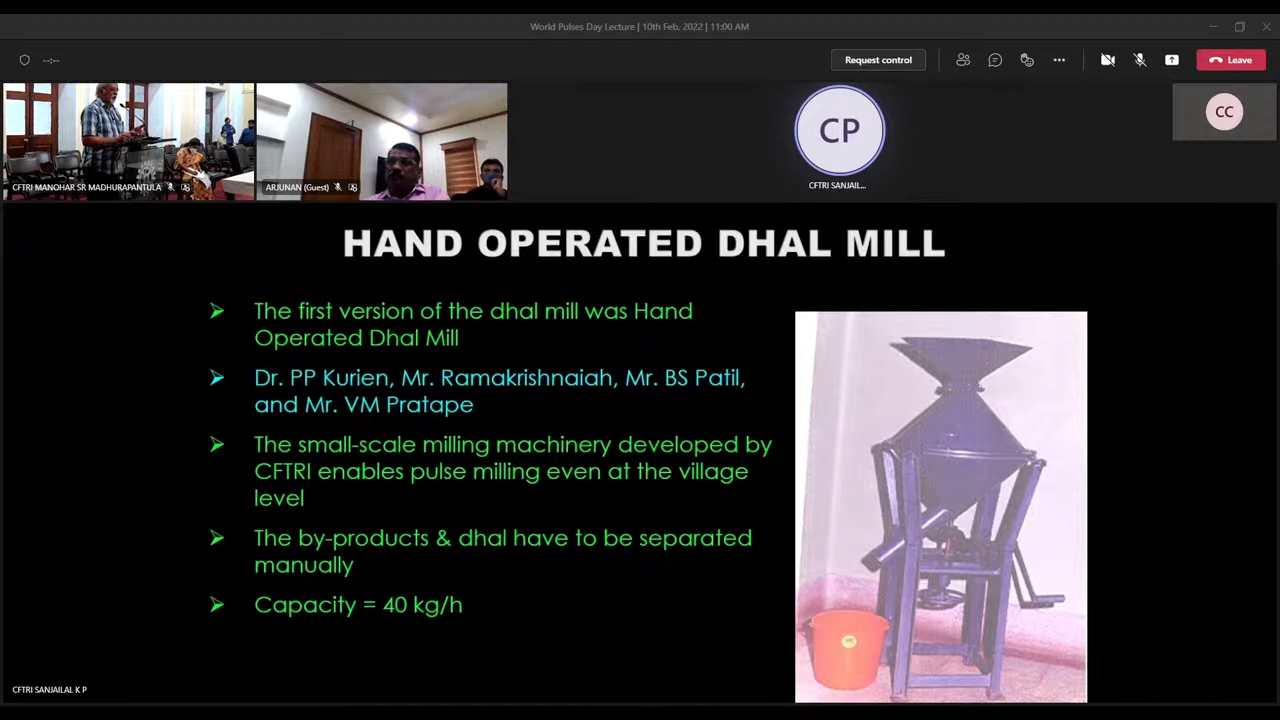 World Pulses Day Lecture | 10th Feb, 2022 | 11:00 AM
--:--
Request control
Leave
CP
CC
CFTRI MANOHAR SR MADHURAPANTULA
ARJUNAN (Guest)
CFTRI SANJAIL...
HAND OPERATED DHAL MILL
The first version of the dhal mill was Hand
Operated Dhal Mill
Dr. PP Kurien, Mr. Ramakrishnaiah, Mr. BS Patil,
and Mr. VM Pratape
The small-scale milling machinery developed by
CFTRI enables pulse milling even at the village
level
The by-products & dhal have to be separated
manually
Capacity = 40 kg/h
CFTRI SANJAILAL K P